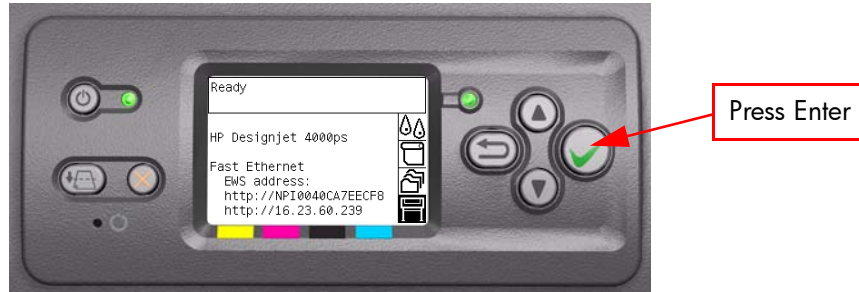 Ready
HP Designjet 4000ps
Fast Ethernet
EWS address:
http://NPI0040CA7EECF8
http://16.23.60.239
Press Enter